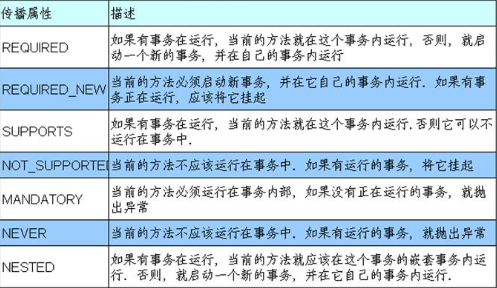 传播属性 描述
REQUIRED 如果有事务在运行, 当前的方法就在这个事务内运行, 否则, 就启
动一个新的事务, 并在自己的事务内运行
REQUIRED_NEW 当前的方法必须启动新事务, 并在它自己的事务内运行. 如果有事
务正在运行, 应该将它挂起
SUPPORTS 如果有事务在运行, 当前的方法就在这个事务内运行. 否则它可以不
运行在事务中.
NOT_SUPPORTED 当前的方法不应该运行在事务中. 如果有运行的事务, 将它挂起
MANDATORY 当前的方法必须运行在事务内部, 如果没有正在运行的事务, 就抛
出异常
NEVER 当前的方法不应该运行在事务中. 如果有运行的事务, 就抛出异常
NESTED 如果有事务在运行, 当前的方法就应该在这个事务的嵌套事务内运
行. 否则, 就启动一个新的事务, 并在它自己的事务内运行.